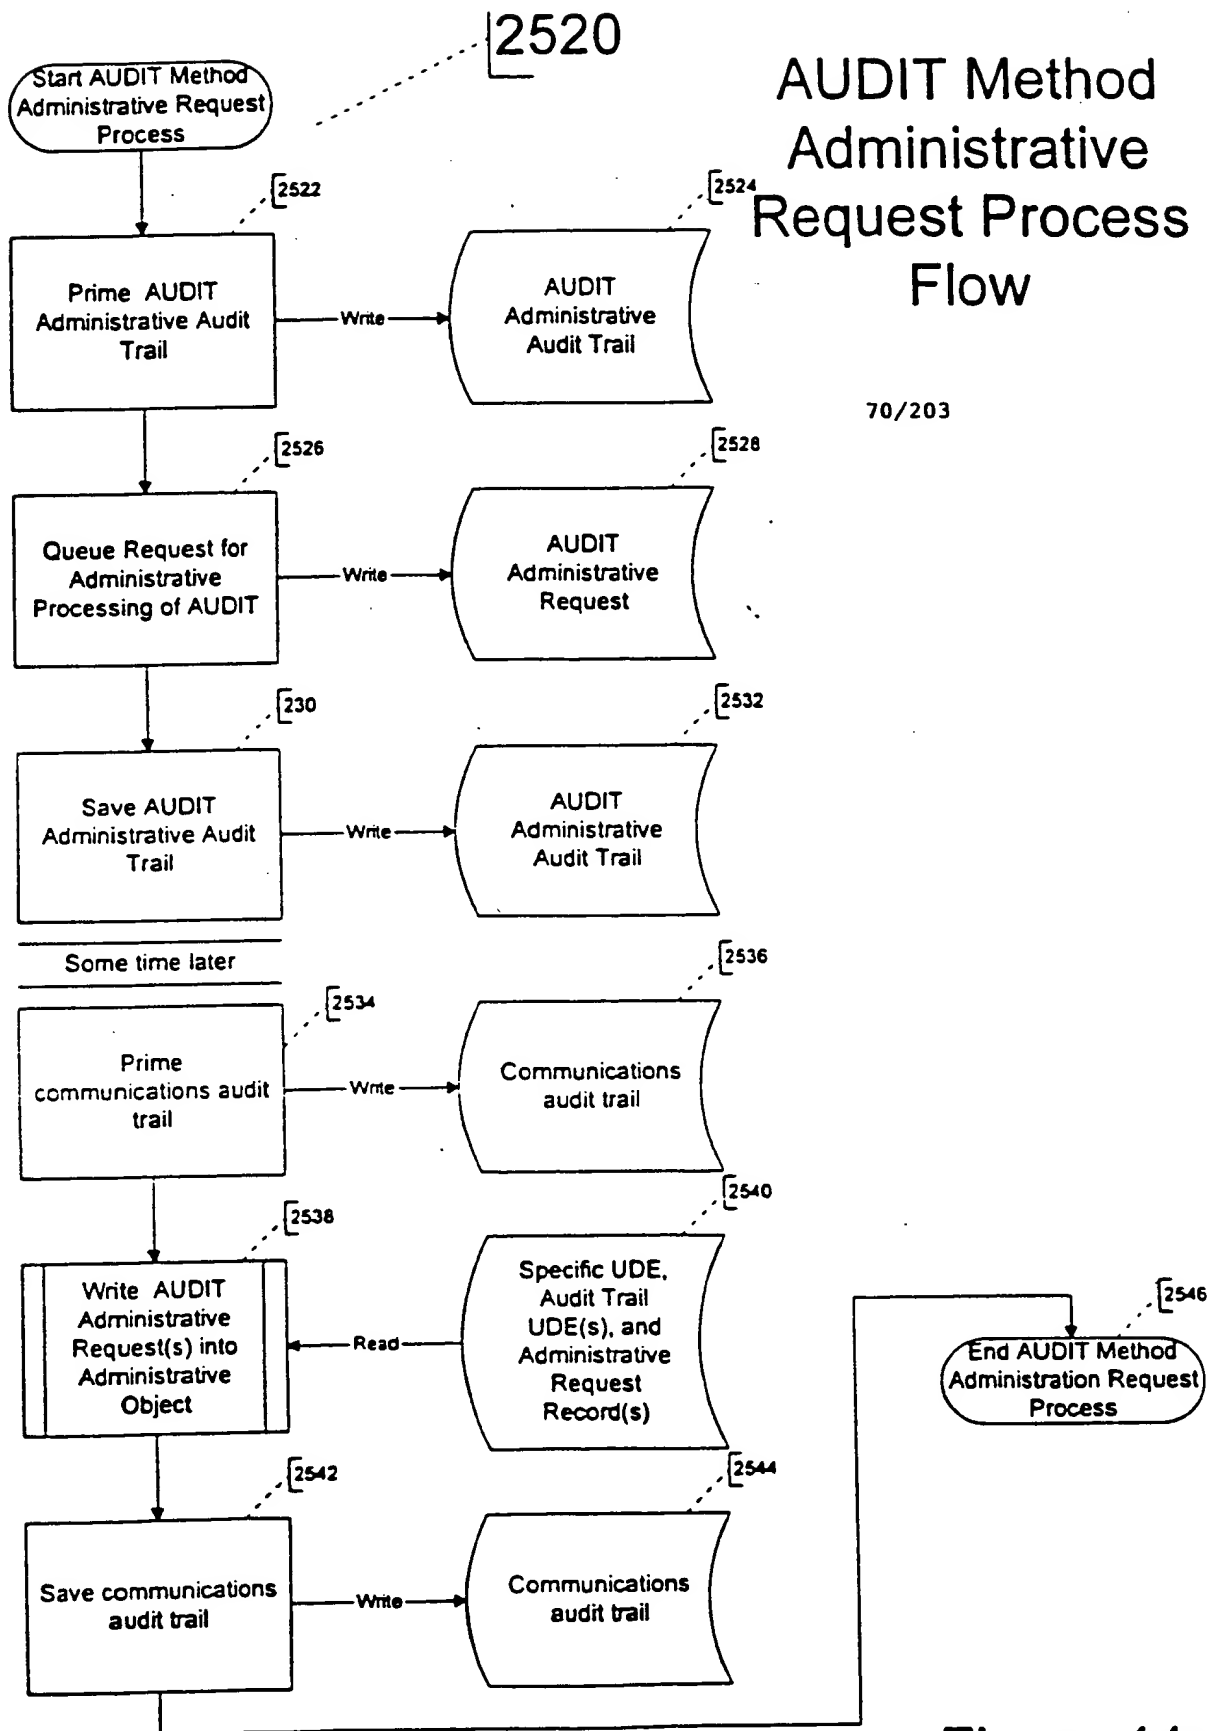 2520
AUDIT Method
Administrative
Request Process
Flow
70/203
Start AUDIT Method
Administrative Request
Process
2522
Prime AUDIT
Administrative Audit
Trail
Write
2524
AUDIT
Administrative
Audit Trail
2526
Queue Request for
Administrative
Processing of AUDIT
Write
2528
AUDIT
Administrative
Request
230
Save AUDIT
Administrative Audit
Trail
Write
2532
AUDIT
Administrative
Audit Trail
Some time later
2534
Prime
communications audit
trail
Write
2536
Communications
audit trail
2538
Write AUDIT
Administrative
Request(s) into
Administrative
Object
Read
2540
Specific UDE,
Audit Trail
UDE(s), and
Administrative
Request
Record(s)
2542
Save communications
audit trail
Write
2544
Communications
audit trail
2546
End AUDIT Method
Administration Request
Process